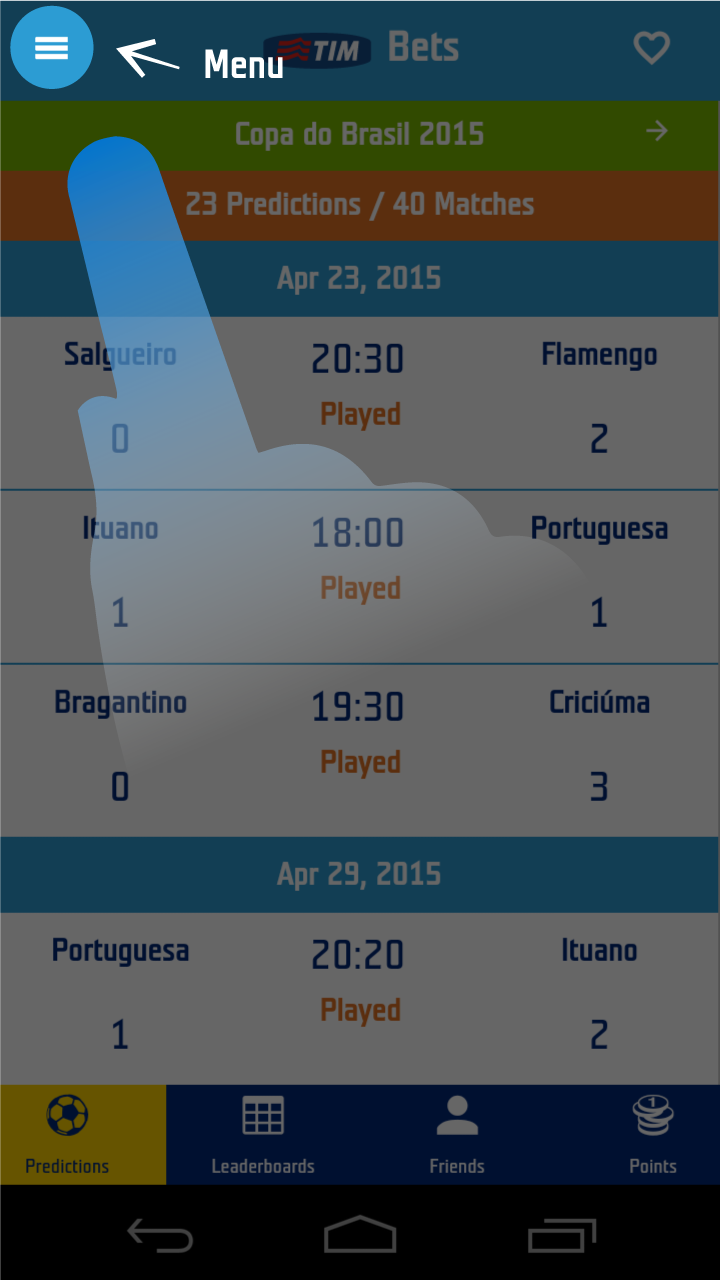 Menu
TIM Bets
Copa do Brasil 2015
23 Predictions / 40 Matches
Apr 23, 2015
Salgueiro 20:30 Flamengo
Played
0 2
Ituano 18:00 Portuguesa
Played
1 1
Bragantino 19:30 Criciúma
Played
0 3
Apr 29, 2015
Portuguesa 20:20 Ituano
Played
1 2
1
Predictions Leaderboards Friends Points